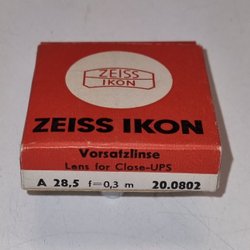 ZEISS
IKON
ZEISS IKON
Vorsatzlinse
Lens for Close-UPS
A 28,5 f=0,3 m 20.0802